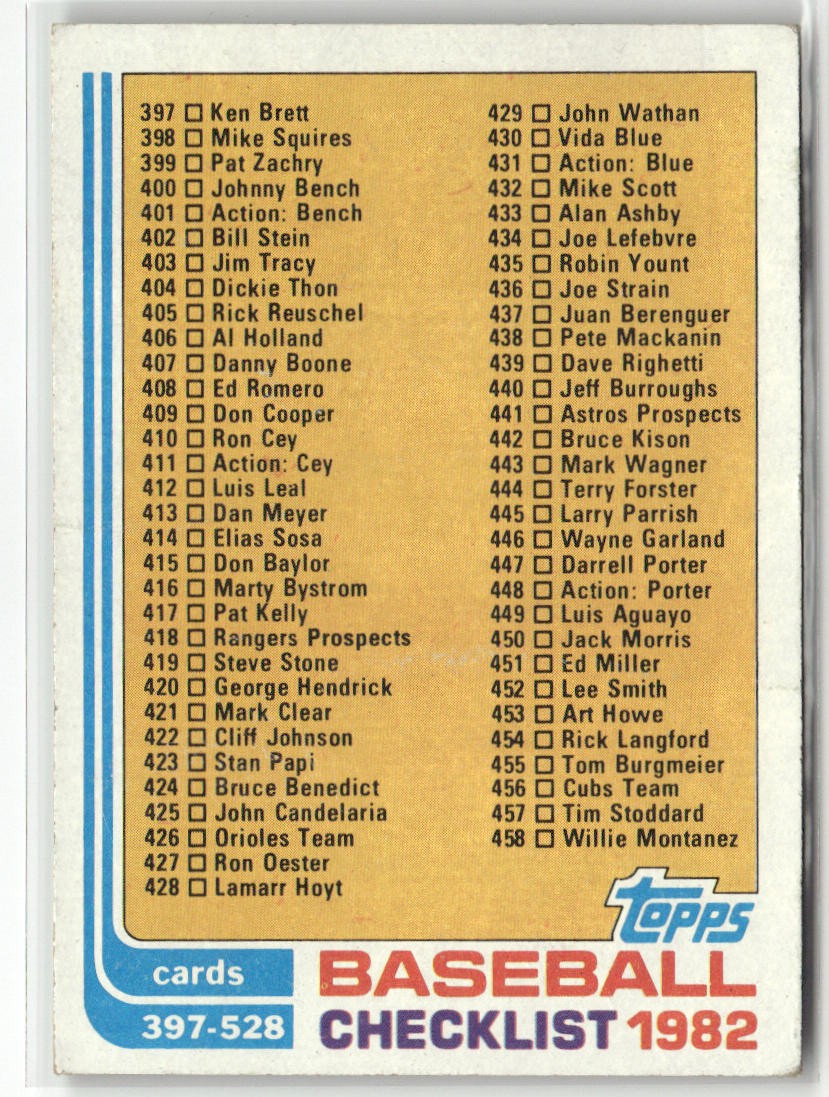 397 □ Ken Brett
398 □ Mike Squires
399 □ Pat Zachry
400 □ Johnny Bench
401 □ Action: Bench
402 □ Bill Stein
403 □ Jim Tracy
404 □ Dickie Thon
405 □ Rick Reuschel
406 □ Al Holland
407 □ Danny Boone
408 □ Ed Romero
409 □ Don Cooper
410 □ Ron Cey
411 □ Action: Cey
412 □ Luis Leal
413 □ Dan Meyer
414 □ Elias Sosa
415 □ Don Baylor
416 □ Marty Bystrom
417 □ Pat Kelly
418 □ Rangers Prospects
419 □ Steve Stone
420 □ George Hendrick
421 □ Mark Clear
422 □ Cliff Johnson
423 □ Stan Papi
424 □ Bruce Benedict
425 □ John Candelaria
426 □ Orioles Team
427 □ Ron Oester
428 □ Lamarr Hoyt
429 □ John Wathan
430 □ Vida Blue
431 □ Action: Blue
432 □ Mike Scott
433 □ Alan Ashby
434 □ Joe Lefebvre
435 □ Robin Yount
436 □ Joe Strain
437 □ Juan Berenguer
438 □ Pete Mackanin
439 □ Dave Righetti
440 □ Jeff Burroughs
441 □ Astros Prospects
442 □ Bruce Kison
443 □ Mark Wagner
444 □ Terry Forster
445 □ Larry Parrish
446 □ Wayne Garland
447 □ Darrell Porter
448 □ Action: Porter
449 □ Luis Aguayo
450 □ Jack Morris
451 □ Ed Miller
452 □ Lee Smith
453 □ Art Howe
454 □ Rick Langford
455 □ Tom Burgmeier
456 □ Cubs Team
457 □ Tim Stoddard
458 □ Willie Montanez
topps
cards
397-528
BASEBALL
CHECKLIST 1982